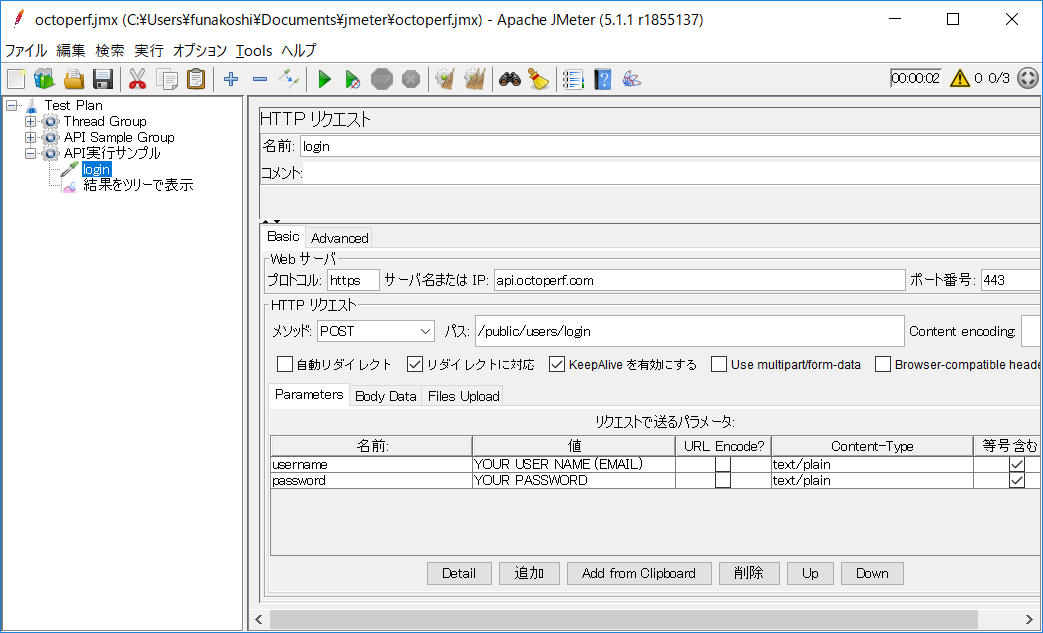 octoperf.jmx (C:¥Users¥funakoshi¥Documents¥jmeter¥octoperf.jmx) - Apache JMeter (5.1.1 r1855137)
ファイル 編集 検索 実行 オプション Tools ヘルプ
STOP 00:00:02 0 0/3
Test Plan
Thread Group
API Sample Group
API実行サンプル
login
結果をツリーで表示
HTTP リクエスト
名前: login
コメント:
Basic Advanced
Web サーバ
プロトコル: https サーバ名または IP: api.octoperf.com ポート番号: 443
HTTP リクエスト
メソッド: POST パス: /public/users/login Content encoding:
自動リダイレクト リダイレクトに対応 KeepAlive を有効にする Use multipart/form-data Browser-compatible heade
Parameters Body Data Files Upload
リクエストで送るパラメータ:
名前: 値 URL Encode? Content-Type 等号含む
username YOUR USER NAME (EMAIL) text/plain
password YOUR PASSWORD text/plain
Detail 追加 Add from Clipboard 削除 Up Down